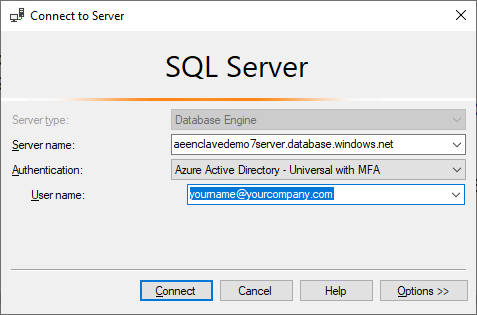 Connect to Server
SQL Server
Server type: Database Engine
Server name: aeenclavedemo7server.database.windows.net
Authentication: Azure Active Directory - Universal with MFA
User name: yourname@yourcompany.com
Connect Cancel Help Options >>